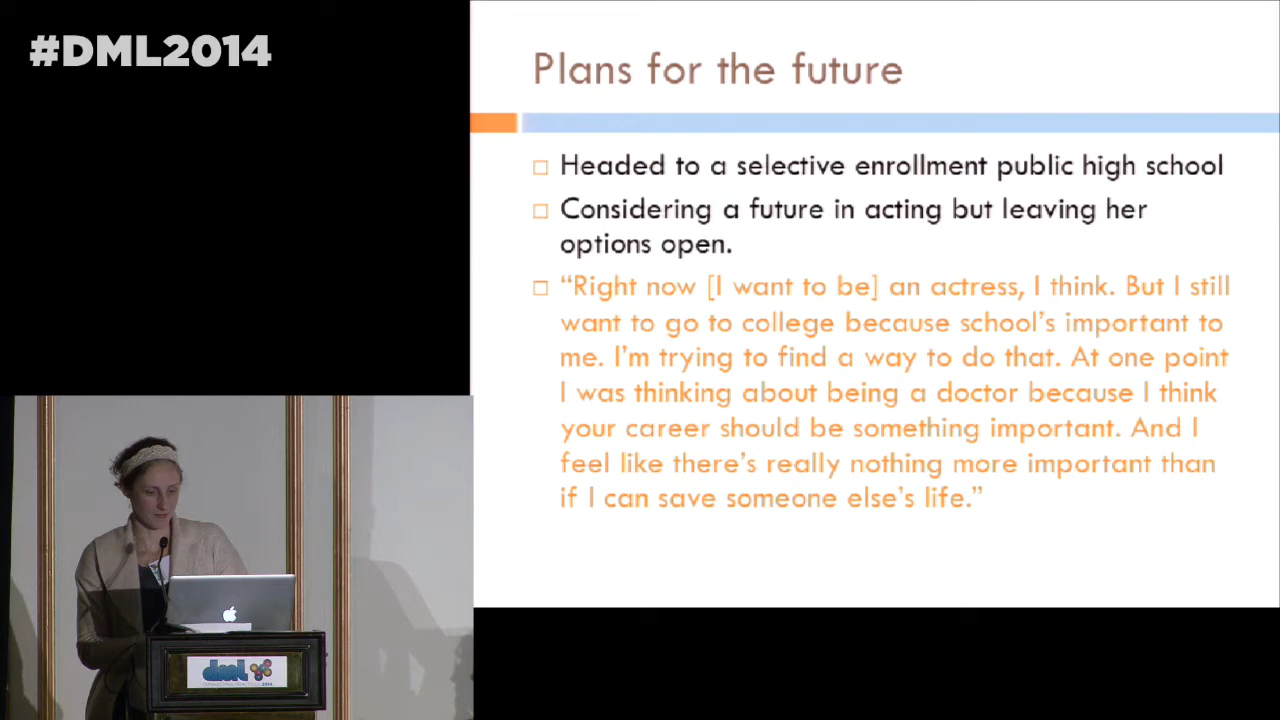 #DML2014
Plans for the future
Headed to a selective enrollment public high school
Considering a future in acting but leaving her
options open.
“Right now [I want to be] an actress, I think. But I still
want to go to college because school’s important to
me. I’m trying to find a way to do that. At one point
I was thinking about being a doctor because I think
your career should be something important. And I
feel like there’s really nothing more important than
if I can save someone else’s life.”
dml